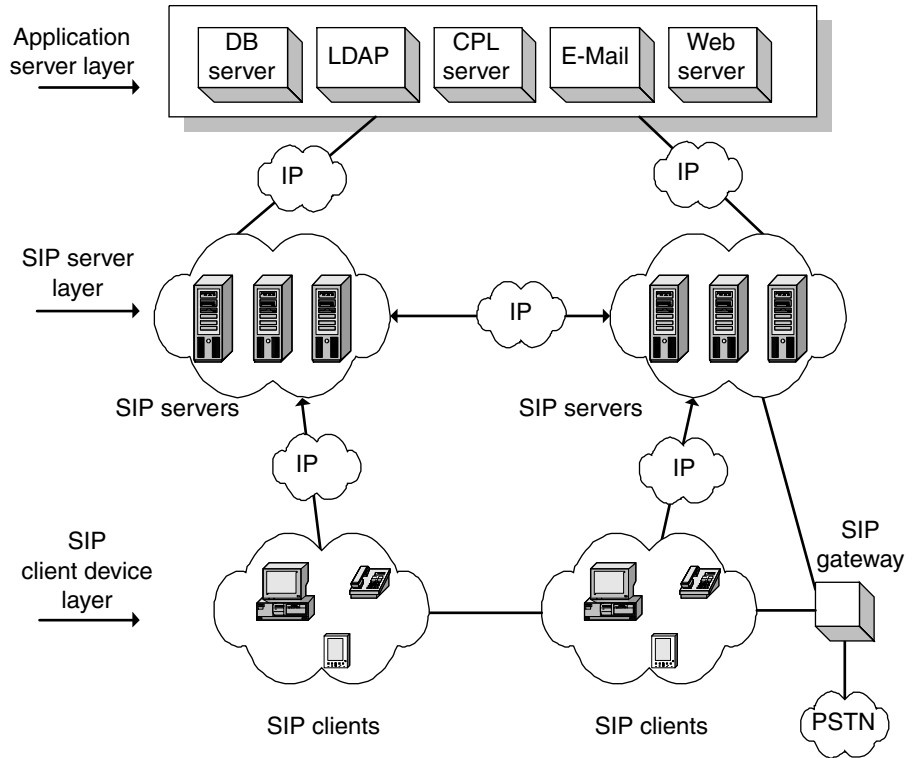 Application
server layer
DB
server
LDAP
CPL
server
E-Mail
Web
server
IP
IP
SIP server
layer
IP
SIP servers
SIP servers
IP
IP
SIP
client device
layer
SIP
gateway
SIP clients
SIP clients
PSTN